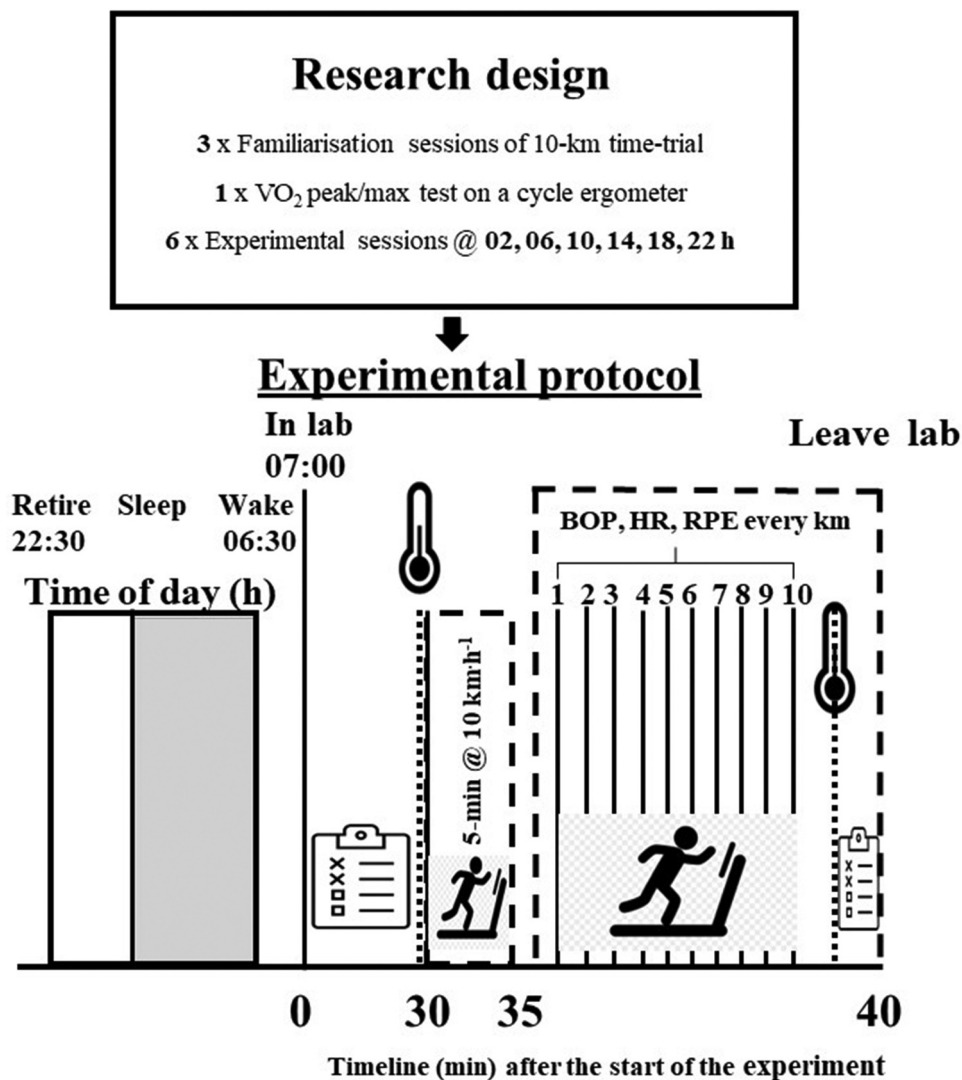 Research design
3 x Familiarisation sessions of 10-km time-trial
1 x V̇O₂ peak/max test on a cycle ergometer
6 x Experimental sessions @ 02, 06, 10, 14, 18, 22 h
Experimental protocol
In lab
07:00
Leave lab
Retire Sleep Wake
22:30 06:30
Time of day (h)
BOP, HR, RPE every km
1 2 3 4 5 6 7 8 9 10
5-min @ 10 km·h⁻¹
0 30 35 40
Timeline (min) after the start of the experiment